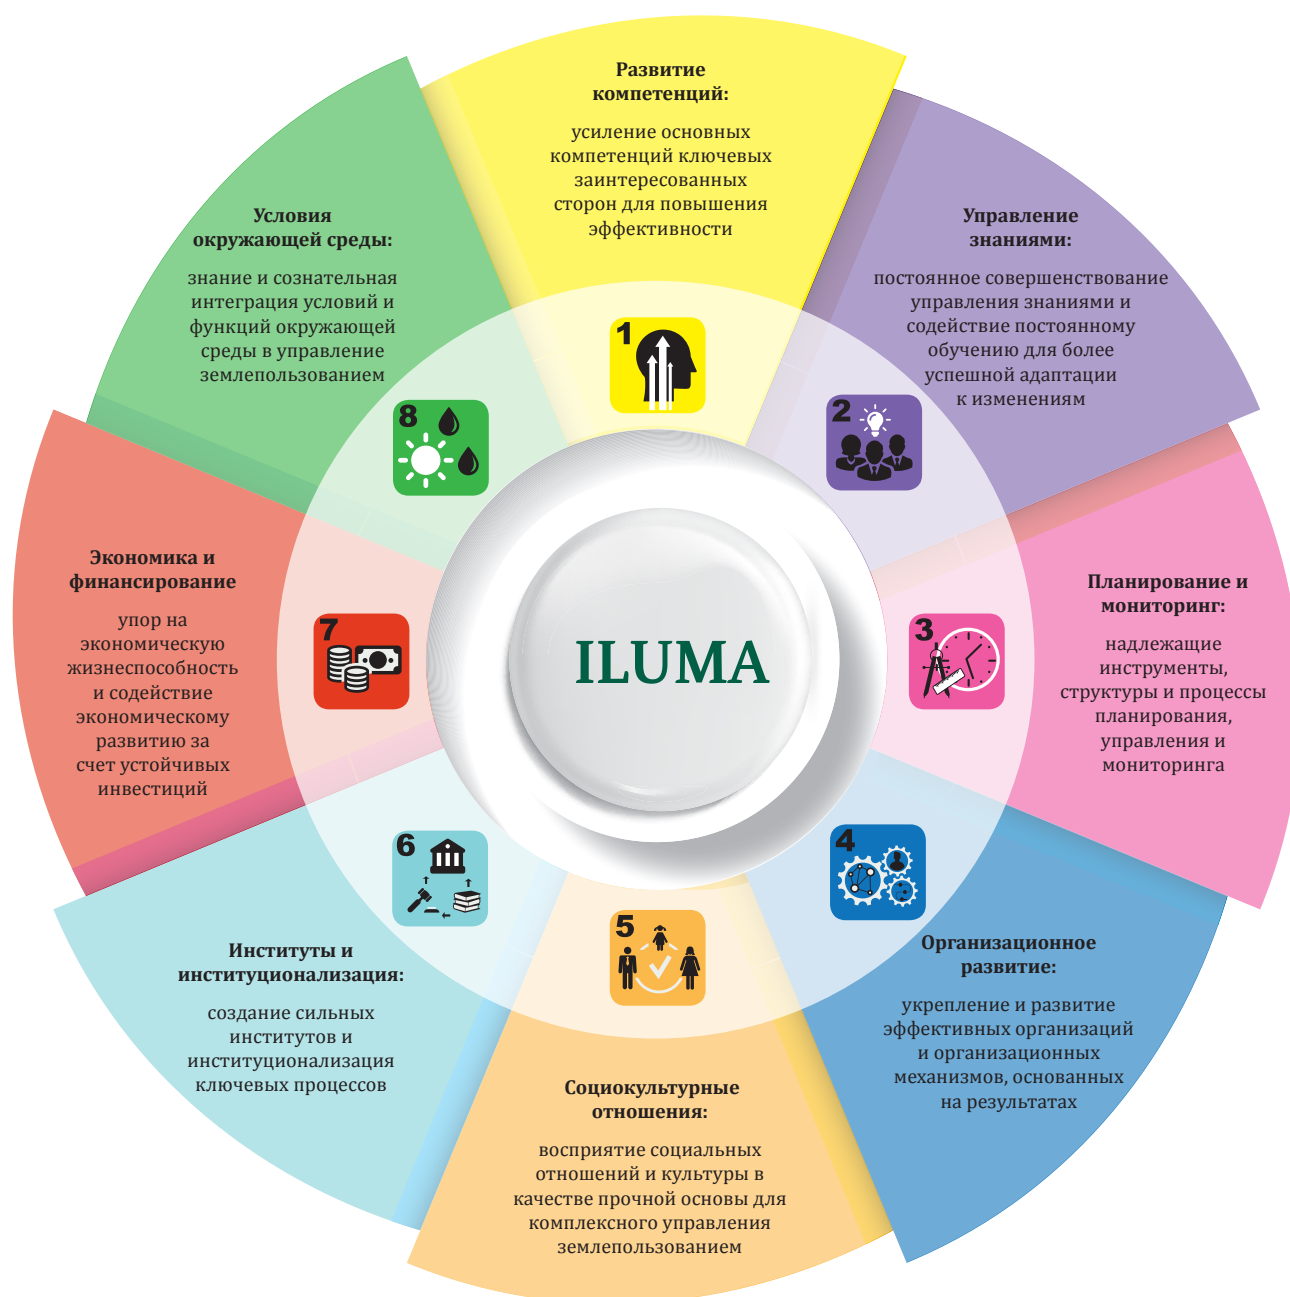 Развитие
компетенций:
усиление основных
компетенций ключевых
заинтересованных
сторон для повышения
эффективности
1
Управление
знаниями:
постоянное совершенствование
управления знаниями и
содействие постоянному
обучению для более
успешной адаптации
к изменениям
2
Планирование и
мониторинг:
надлежащие
инструменты,
структуры и процессы
планирования,
управления и
мониторинга
3
Организационное
развитие:
укрепление и развитие
эффективных организаций
и организационных
механизмов, основанных
на результатах
4
Социокультурные
отношения:
восприятие социальных
отношений и культуры в
качестве прочной основы для
комплексного управления
землепользованием
5
Институты и
институционализация:
создание сильных
институтов и
институционализация
ключевых процессов
6
Экономика и
финансирование
упор на
экономическую
жизнеспособность
и содействие
экономическому
развитию за
счет устойчивых
инвестиций
7
Условия
окружающей среды:
знание и сознательная
интеграция условий и
функций окружающей
среды в управление
землепользованием
8
ILUMA